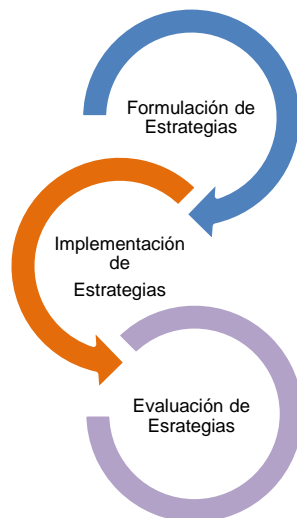 Formulación de
Estrategias
Implementación
de
Estrategias
Evaluación de
Esrategias